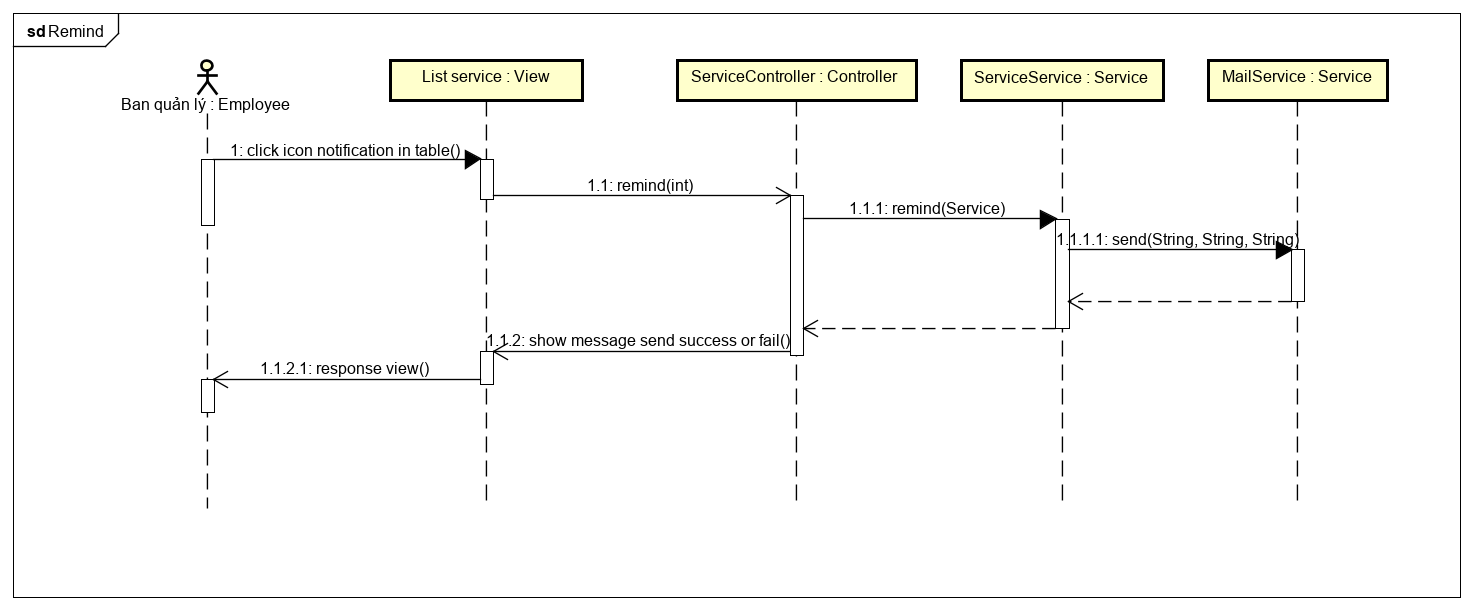 sd Remind
Ban quản lý : Employee
List service : View
ServiceController : Controller
ServiceService : Service
MailService : Service
1: click icon notification in table()
1.1: remind(int)
1.1.1: remind(Service)
1.1.1.1: send(String, String, String)
1.1.2: show message send success or fail()
1.1.2.1: response view()